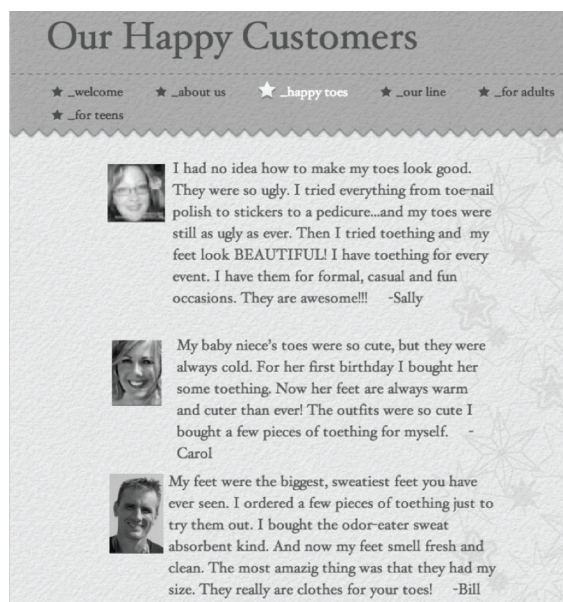 Our Happy Customers
_welcome _about us _happy toes _our line _for adults
_for teens
I had no idea how to make my toes look good.
They were so ugly. I tried everything from toe-nail
polish to stickers to a pedicure...and my toes were
still as ugly as ever. Then I tried toething and my
feet look BEAUTIFUL! I have toething for every
event. I have them for formal, casual and fun
occasions. They are awesome!!! -Sally
My baby niece's toes were so cute, but they were
always cold. For her first birthday I bought her
some toething. Now her feet are always warm
and cuter than ever! The outfits were so cute I
bought a few pieces of toething for myself. -
Carol
My feet were the biggest, sweatiest feet you have
ever seen. I ordered a few pieces of toething just to
try them out. I bought the odor-eater sweat
absorbent kind. And now my feet smell fresh and
clean. The most amazig thing was that they had my
size. They really are clothes for your toes! -Bill